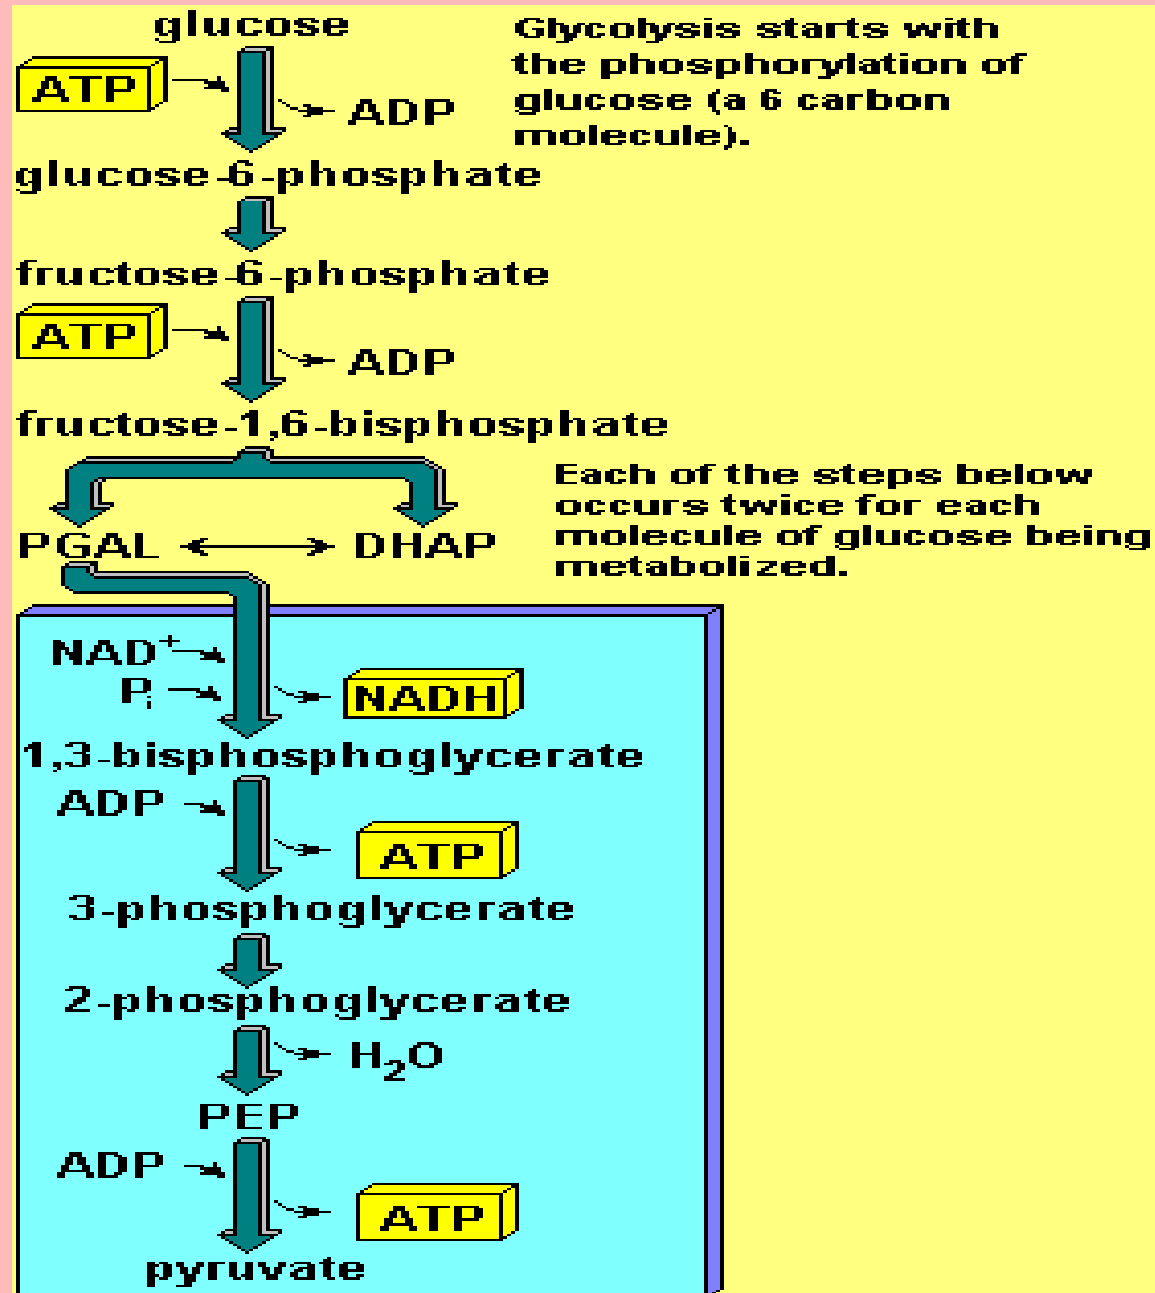 glucose
Glycolysis starts with
the phosphorylation of
glucose (a 6 carbon
molecule).
ATP
ADP
glucose-6-phosphate
fructose-6-phosphate
ATP
ADP
fructose-1,6-bisphosphate
Each of the steps below
occurs twice for each
molecule of glucose being
metabolized.
PGAL
DHAP
NAD+
Pi
NADH
1,3-bisphosphoglycerate
ADP
ATP
3-phosphoglycerate
2-phosphoglycerate
H2O
PEP
ADP
ATP
pyruvate